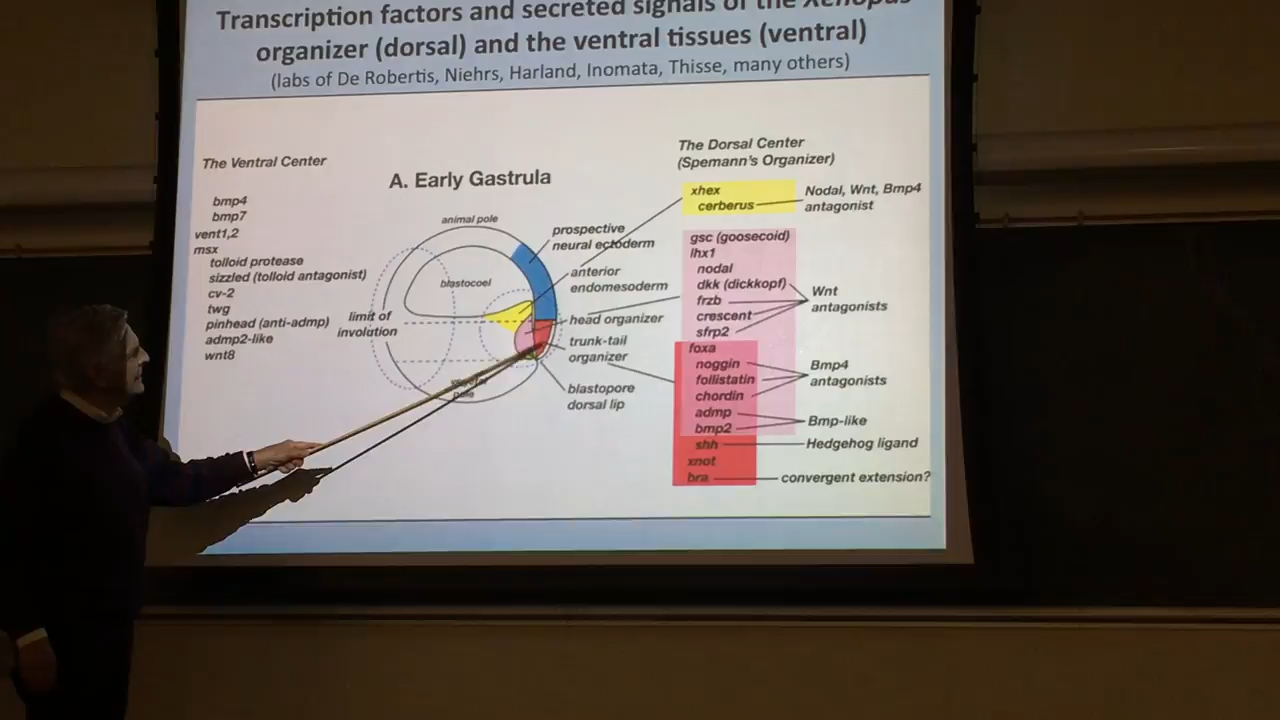 Transcription factors and secreted signals of the Xenopus
organizer (dorsal) and the ventral tissues (ventral)
(labs of De Robertis, Niehrs, Harland, Inomata, Thisse, many others)
The Ventral Center
bmp4
bmp7
vent1,2
msx
tolloid protease
sizzled (tolloid antagonist)
cv-2
twg
pinhead (anti-admp)
admp2-like
wnt8
A. Early Gastrula
animal pole
blastocoel
limit of
involution
vegetal
pole
prospective
neural ectoderm
anterior
endomesoderm
head organizer
trunk-tail
organizer
blastopore
dorsal lip
The Dorsal Center
(Spemann's Organizer)
xhex
cerberus
Nodal, Wnt, Bmp4
antagonist
gsc (goosecoid)
lhx1
nodal
dkk (dickkopf)
frzb
crescent
sfrp2
Wnt
antagonists
foxa
noggin
follistatin
chordin
Bmp4
antagonists
admp
bmp2
Bmp-like
shh
Hedgehog ligand
xnot
bra
convergent extension?